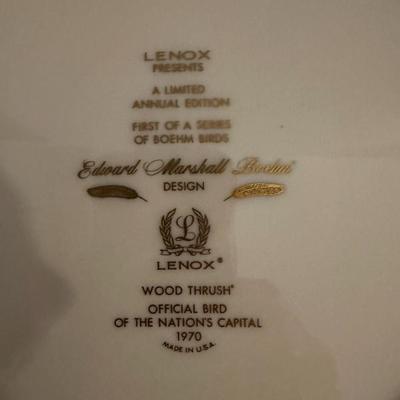 LENOX
PRESENTS
A LIMITED
ANNUAL EDITION
FIRST OF A SERIES
OF BOEHM BIRDS
Edward Marshall Boehm
DESIGN
L
LENOX®
WOOD THRUSH*
OFFICIAL BIRD
OF THE NATION'S CAPITAL
1970
MADE IN U.S.A.